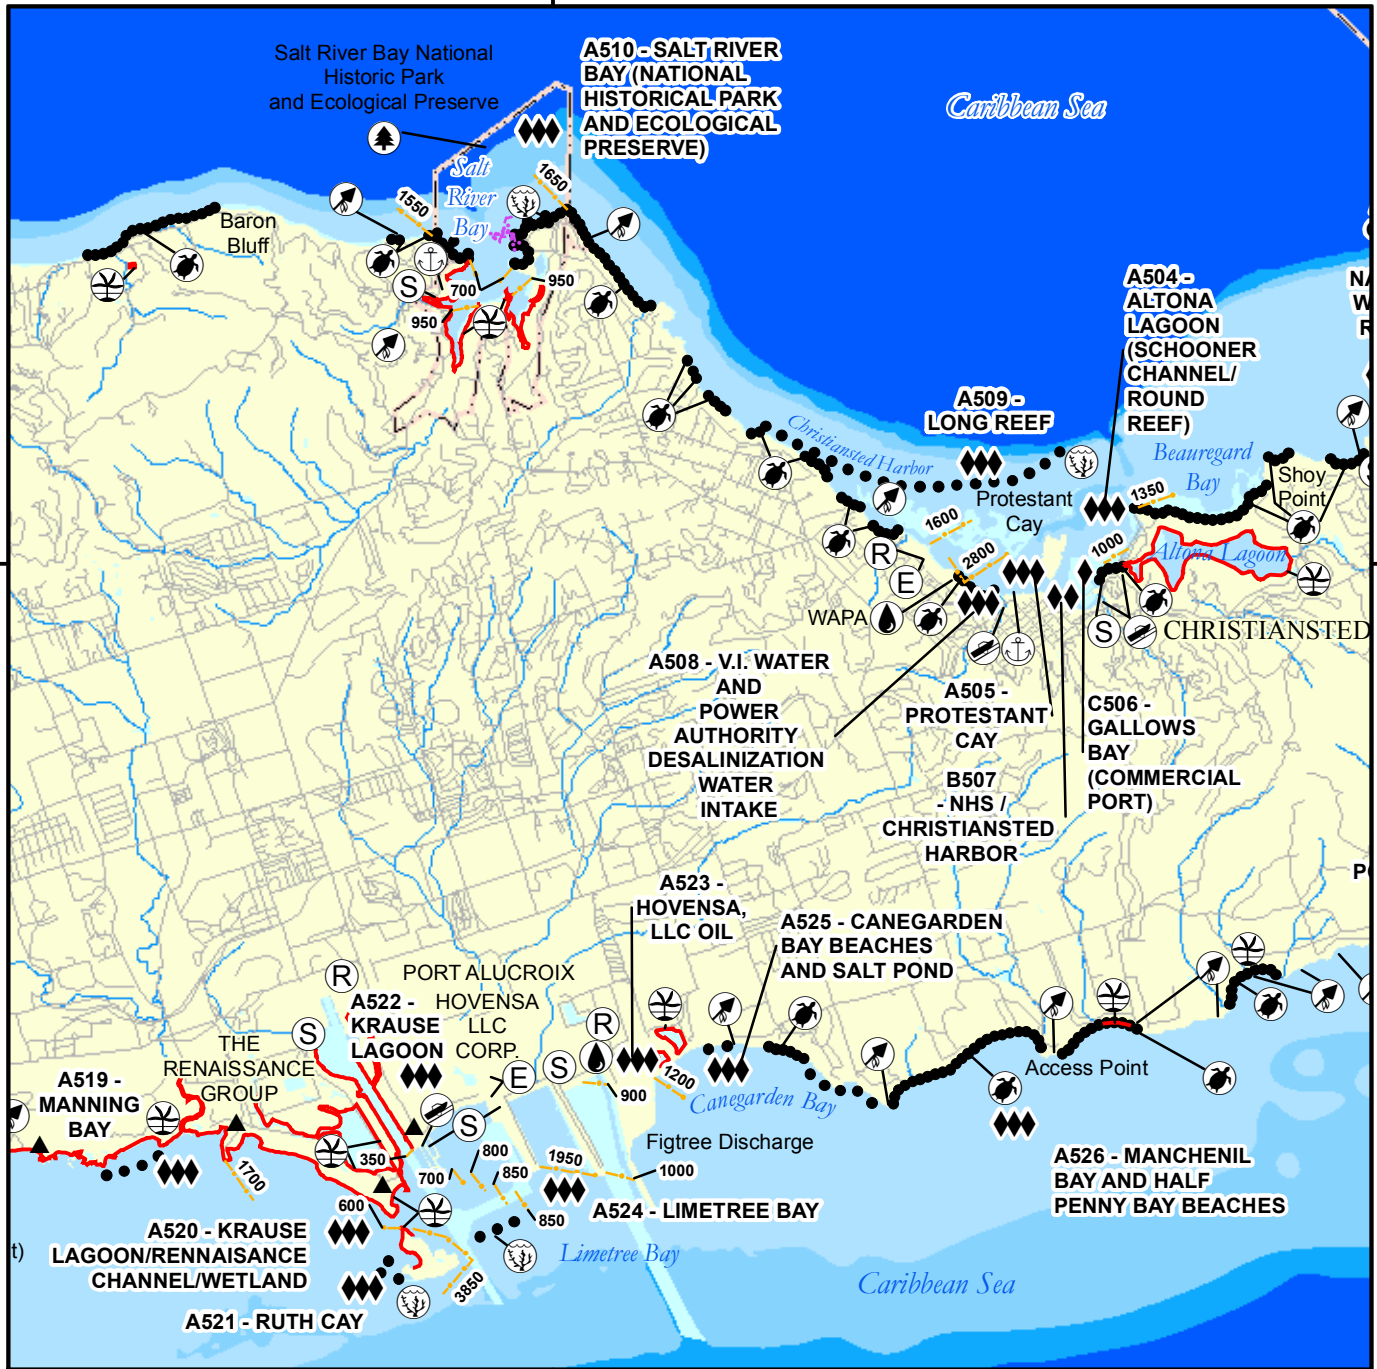 Salt River Bay National
Historic Park
and Ecological Preserve
A510 - SALT RIVER
BAY (NATIONAL
HISTORICAL PARK
AND ECOLOGICAL
PRESERVE)
Caribbean Sea
Salt
River
Bay
1550
1650
Baron
Bluff
S
700
950
950
A504 -
ALTONA
LAGOON
(SCHOONER
CHANNEL/
ROUND
REEF)
NA
W
R
A509 -
LONG REEF
Christiansted Harbor
Beauregard
Bay
Shoy
Point
Protestant
Cay
1350
1600
1000
2800
Altona Lagoon
R
E
WAPA
S
CHRISTIANSTED
A508 - V.I. WATER
AND
POWER
AUTHORITY
DESALINIZATION
WATER
INTAKE
A505 -
PROTESTANT
CAY
C506 -
GALLOWS
BAY
(COMMERCIAL
PORT)
B507
- NHS /
CHRISTIANSTED
HARBOR
PO
A523 -
HOVENSA,
LLC OIL
A525 - CANEGARDEN
BAY BEACHES
AND SALT POND
R
PORT ALUCROIX
HOVENSA
LLC
CORP.
A522 -
KRAUSE
LAGOON
S
THE
RENAISSANCE
GROUP
R
S
E
S
900
1200
Canegarden Bay
Access Point
A519 -
MANNING
BAY
Figtree Discharge
1700
350
700
800
850
1950
1000
600
850
A524 - LIMETREE BAY
A526 - MANCHENIL
BAY AND HALF
PENNY BAY BEACHES
A520 - KRAUSE
LAGOON/RENNAISANCE
CHANNEL/WETLAND
t)
Limetree Bay
3850
Caribbean Sea
A521 - RUTH CAY